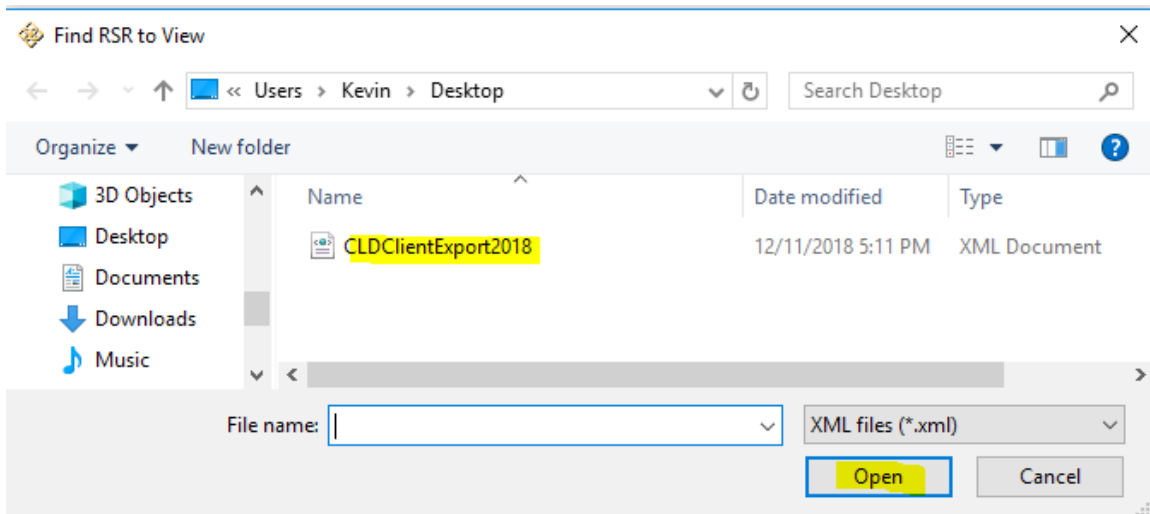 Find RSR to View
« Users › Kevin › Desktop
Search Desktop
Organize
New folder
3D Objects
Desktop
Documents
Downloads
Music
Name Date modified Type
CLDClientExport2018 12/11/2018 5:11 PM XML Document
File name:
XML files (*.xml)
Open Cancel